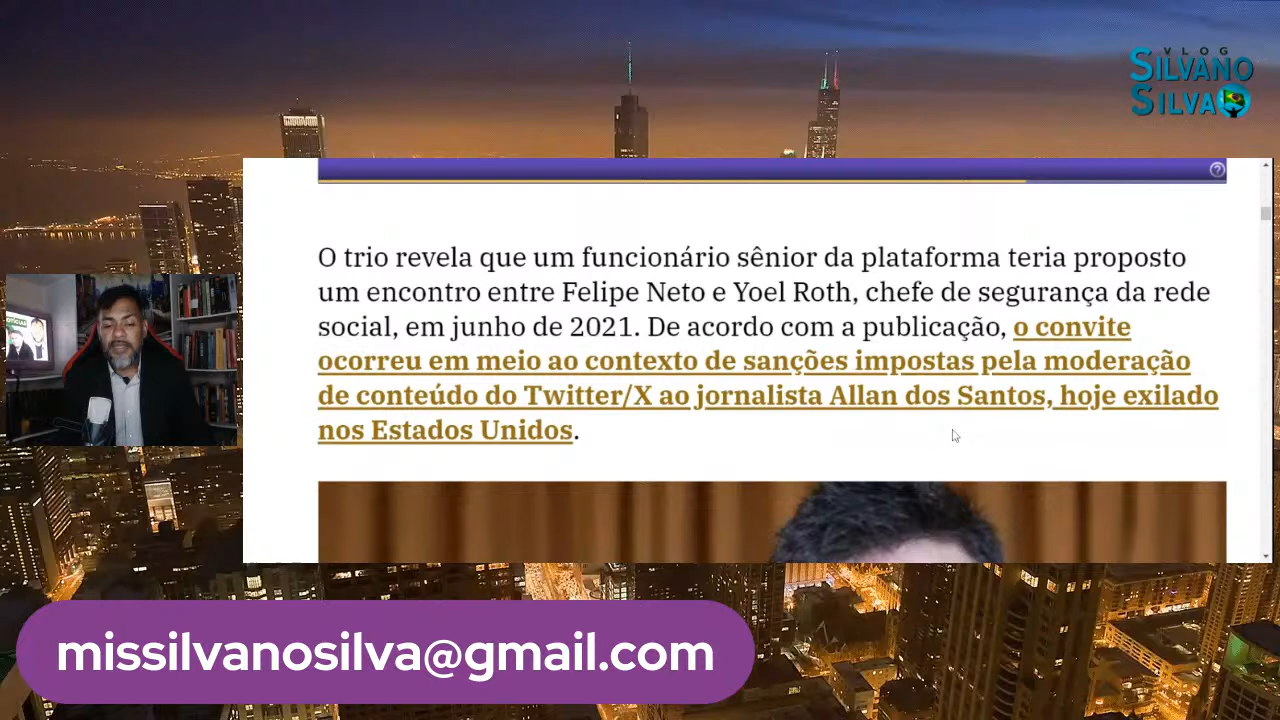 VLOG
SILVANO
SILVA
O trio revela que um funcionário sênior da plataforma teria proposto
um encontro entre Felipe Neto e Yoel Roth, chefe de segurança da rede
social, em junho de 2021. De acordo com a publicação, o convite
ocorreu em meio ao contexto de sanções impostas pela moderação
de conteúdo do Twitter/X ao jornalista Allan dos Santos, hoje exilado
nos Estados Unidos.
missilvanosilva@gmail.com